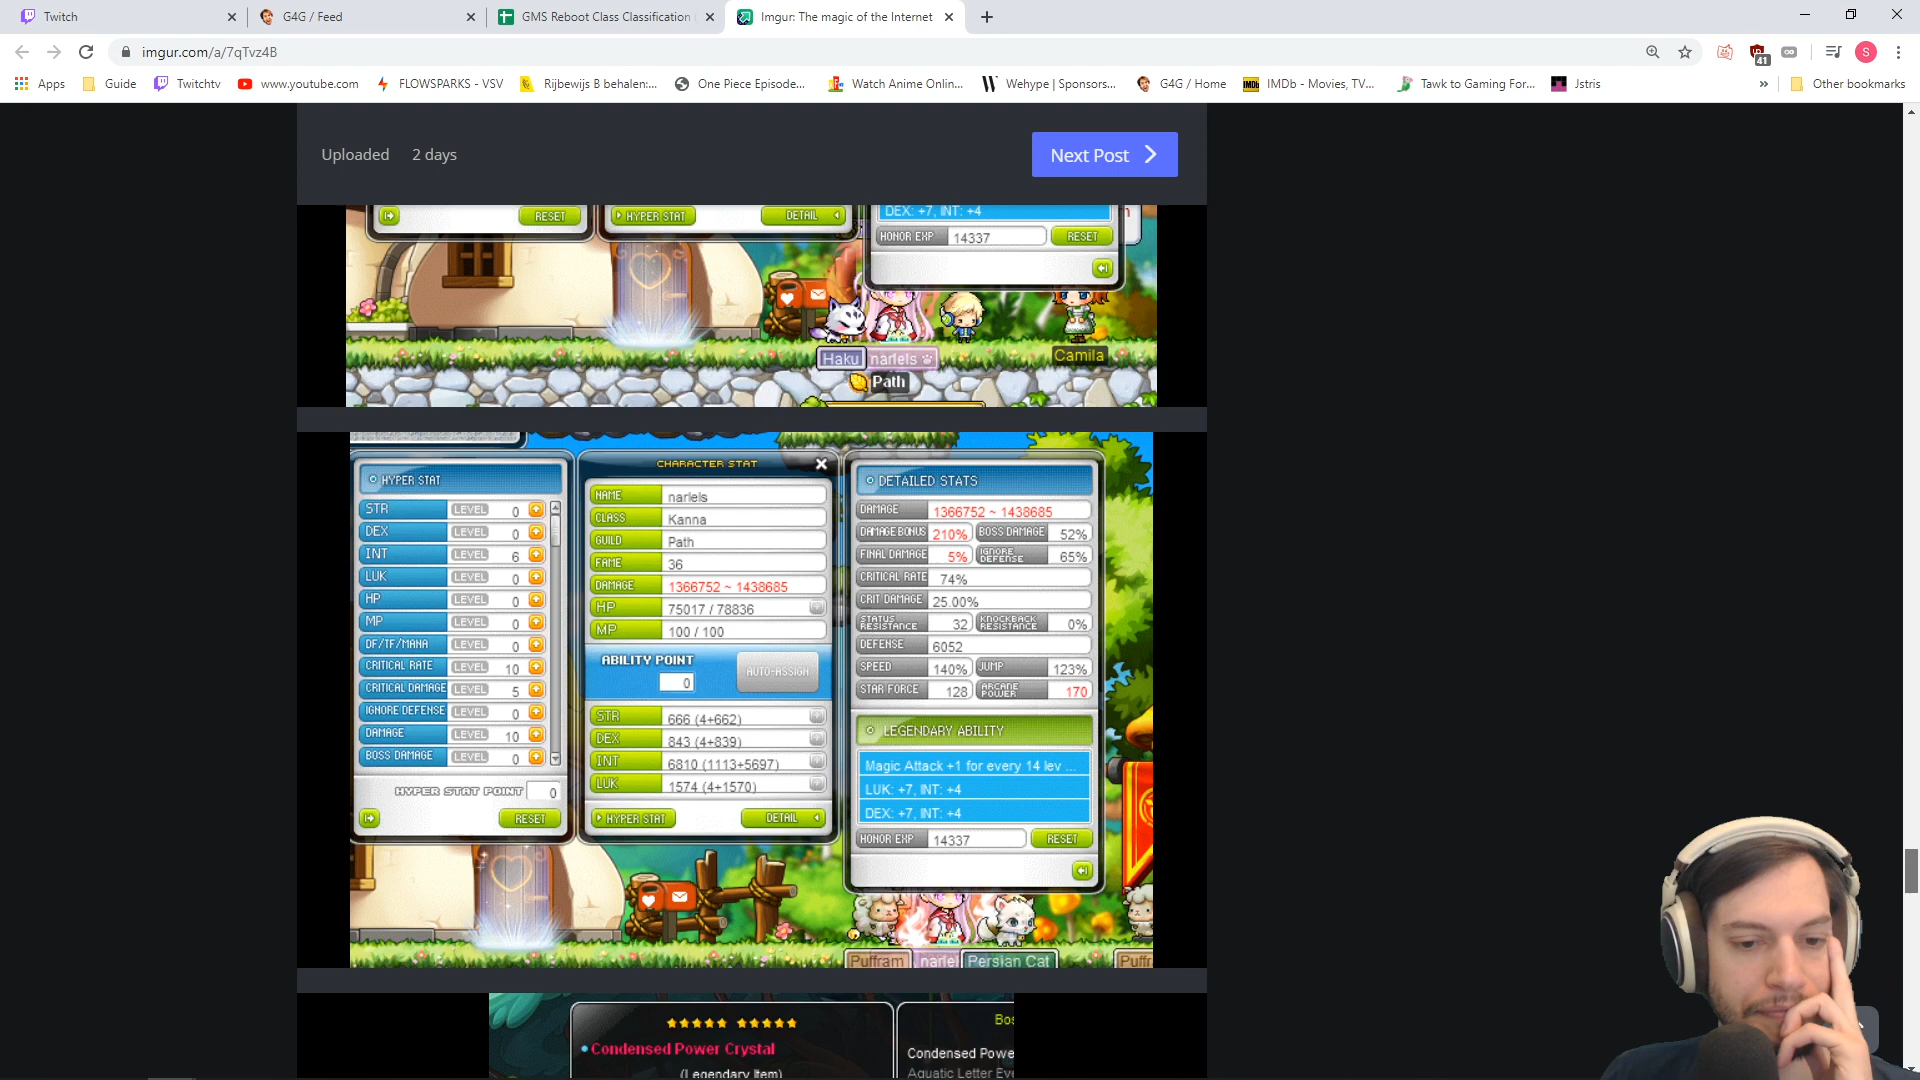 Twitch
G4G / Feed
GMS Reboot Class Classification
Imgur: The magic of the Internet
imgur.com/a/7qTvz4B
41
S
Apps
Guide
Twitchtv
www.youtube.com
FLOWSPARKS - VSV
Rijbewijs B behalen:...
One Piece Episode...
Watch Anime Onlin...
Wehype | Sponsors...
G4G / Home
IMDb - Movies, TV...
Tawk to Gaming For...
Jstris
»
Other bookmarks
Uploaded 2 days
Next Post
RESET
HYPER STAT
DETAIL
DEX: +7, INT: +4
HONOR EXP 14337 RESET
Haku
narlels
Path
Camila
HYPER STAT
STR LEVEL 0
DEX LEVEL 0
INT LEVEL 6
LUK LEVEL 0
HP LEVEL 0
MP LEVEL 0
DF/TF/MANA LEVEL 0
CRITICAL RATE LEVEL 10
CRITICAL DAMAGE LEVEL 5
IGNORE DEFENSE LEVEL 0
DAMAGE LEVEL 10
BOSS DAMAGE LEVEL 0
HYPER STAT POINT 0
RESET
CHARACTER STAT
NAME narlels
CLASS Kanna
GUILD Path
FAME 36
DAMAGE 1366752 ~ 1438685
HP 75017 / 78836
MP 100 / 100
ABILITY POINT
0
AUTO-ASSIGN
STR 666 (4+662)
DEX 843 (4+839)
INT 6810 (1113+5697)
LUK 1574 (4+1570)
HYPER STAT
DETAIL
DETAILED STATS
DAMAGE 1366752 ~ 1438685
DAMAGE BONUS 210% BOSS DAMAGE 52%
FINAL DAMAGE 5% IGNORE DEFENSE 65%
CRITICAL RATE 74%
CRIT DAMAGE 25.00%
STATUS RESISTANCE 32 KNOCKBACK RESISTANCE 0%
DEFENSE 6052
SPEED 140% JUMP 123%
STAR FORCE 128 ARCANE POWER 170
LEGENDARY ABILITY
Magic Attack +1 for every 14 lev ...
LUK: +7, INT: +4
DEX: +7, INT: +4
HONOR EXP 14337 RESET
Puffram
narlel
Persian Cat
Puffr
Condensed Power Crystal
(Legendary Item)
Bos
Condensed Powe
Aquatic Letter Eve